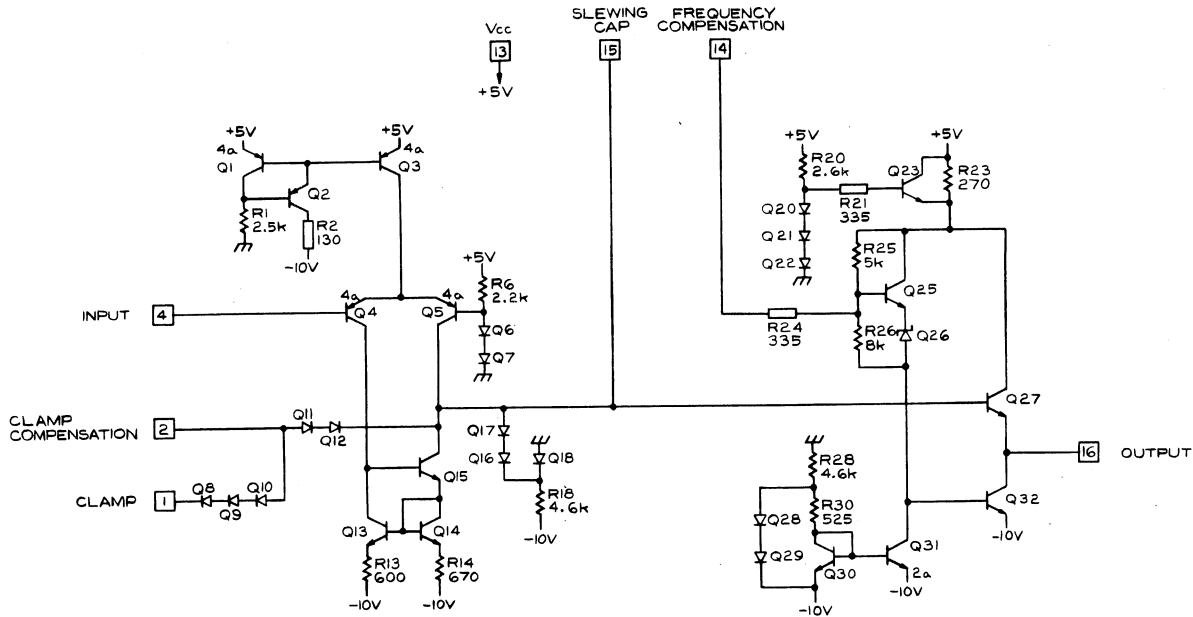 SLEWING
CAP
FREQUENCY
COMPENSATION
Vcc
13
15
14
+5V
+5V
+5V
4a
4a
Q1
Q3
Q2
R1
2.5k
R2
130
-10V
+5V
R20
2.6k
+5V
Q23
R23
270
R21
335
Q20
Q21
Q22
R25
5k
Q25
R24
335
R26
8k
Q26
INPUT
4
4a
Q4
4a
Q5
+5V
R6
2.2k
Q6
Q7
CLAMP
COMPENSATION
2
Q11
Q12
CLAMP
1
Q8
Q9
Q10
Q15
Q17
Q16
Q18
R18
4.6k
-10V
Q13
Q14
R13
600
R14
670
-10V
-10V
Q27
16
OUTPUT
R28
4.6k
R30
525
Q28
Q29
Q30
Q31
2a
Q32
-10V
-10V
-10V